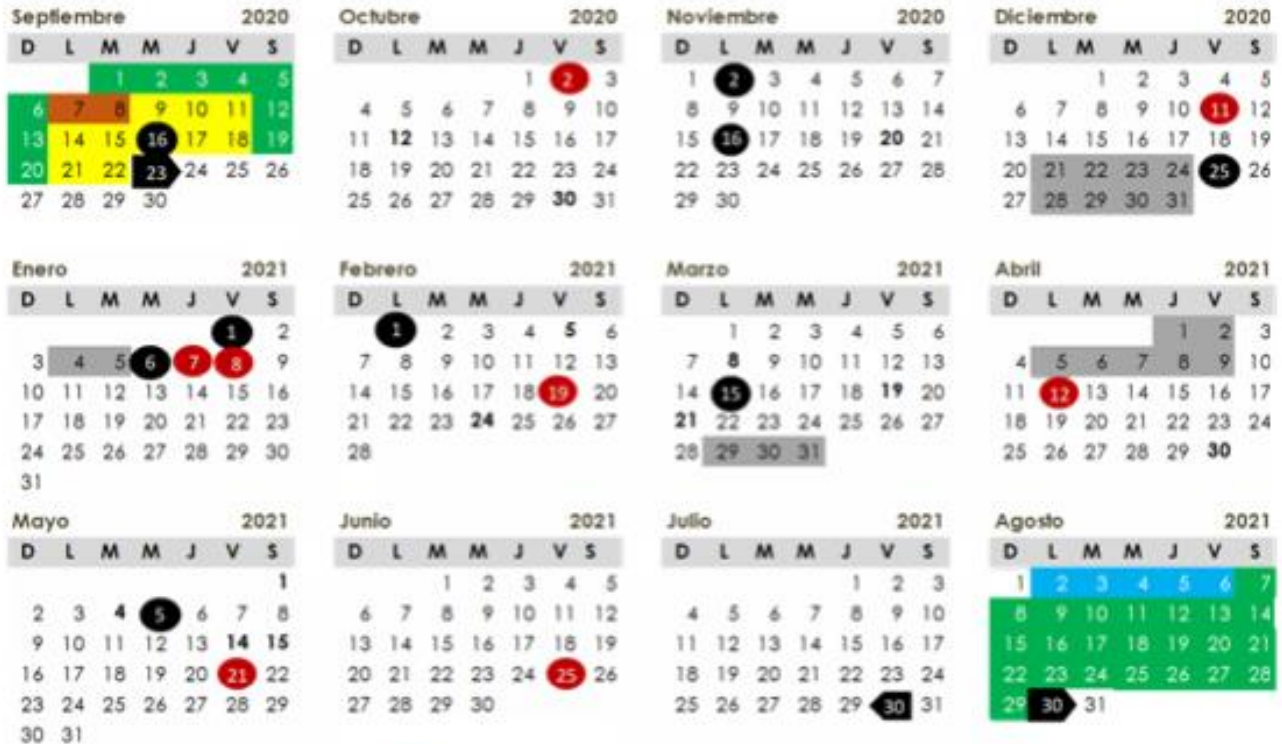 Septiembre 2020 Octubre 2020 Noviembre 2020 Diciembre 2020
D L M M J V S D L M M J V S D L M M J V S D L M M J V S
1 2 3 4 5 1 2 3 1 2 3 4 5 6 7 1 2 3 4 5
6 7 8 9 10 11 12 4 5 6 7 8 9 10 8 9 10 11 12 13 14 6 7 8 9 10 11 12
13 14 15 16 17 18 19 11 12 13 14 15 16 17 15 16 17 18 19 20 21 13 14 15 16 17 18 19
20 21 22 23 24 25 26 18 19 20 21 22 23 24 22 23 24 25 26 27 28 20 21 22 23 24 25 26
27 28 29 30 25 26 27 28 29 30 31 29 30 27 28 29 30 31
Enero 2021 Febrero 2021 Marzo 2021 Abril 2021
D L M M J V S D L M M J V S D L M M J V S D L M M J V S
1 2 1 2 3 4 5 6 1 2 3 4 5 6 1 2 3
3 4 5 6 7 8 9 7 8 9 10 11 12 13 7 8 9 10 11 12 13 4 5 6 7 8 9 10
10 11 12 13 14 15 16 14 15 16 17 18 19 20 14 15 16 17 18 19 20 11 12 13 14 15 16 17
17 18 19 20 21 22 23 21 22 23 24 25 26 27 21 22 23 24 25 26 27 18 19 20 21 22 23 24
24 25 26 27 28 29 30 28 28 29 30 31 25 26 27 28 29 30
31
Mayo 2021 Junio 2021 Julio 2021 Agosto 2021
D L M M J V S D L M M J V S D L M M J V S D L M M J V S
1 1 2 3 4 5 1 2 3 1 2 3 4 5 6 7
2 3 4 5 6 7 8 6 7 8 9 10 11 12 4 5 6 7 8 9 10 8 9 10 11 12 13 14
9 10 11 12 13 14 15 13 14 15 16 17 18 19 11 12 13 14 15 16 17 15 16 17 18 19 20 21
16 17 18 19 20 21 22 20 21 22 23 24 25 26 18 19 20 21 22 23 24 22 23 24 25 26 27 28
23 24 25 26 27 28 29 27 28 29 30 25 26 27 28 29 30 31 29 30 31
30 31